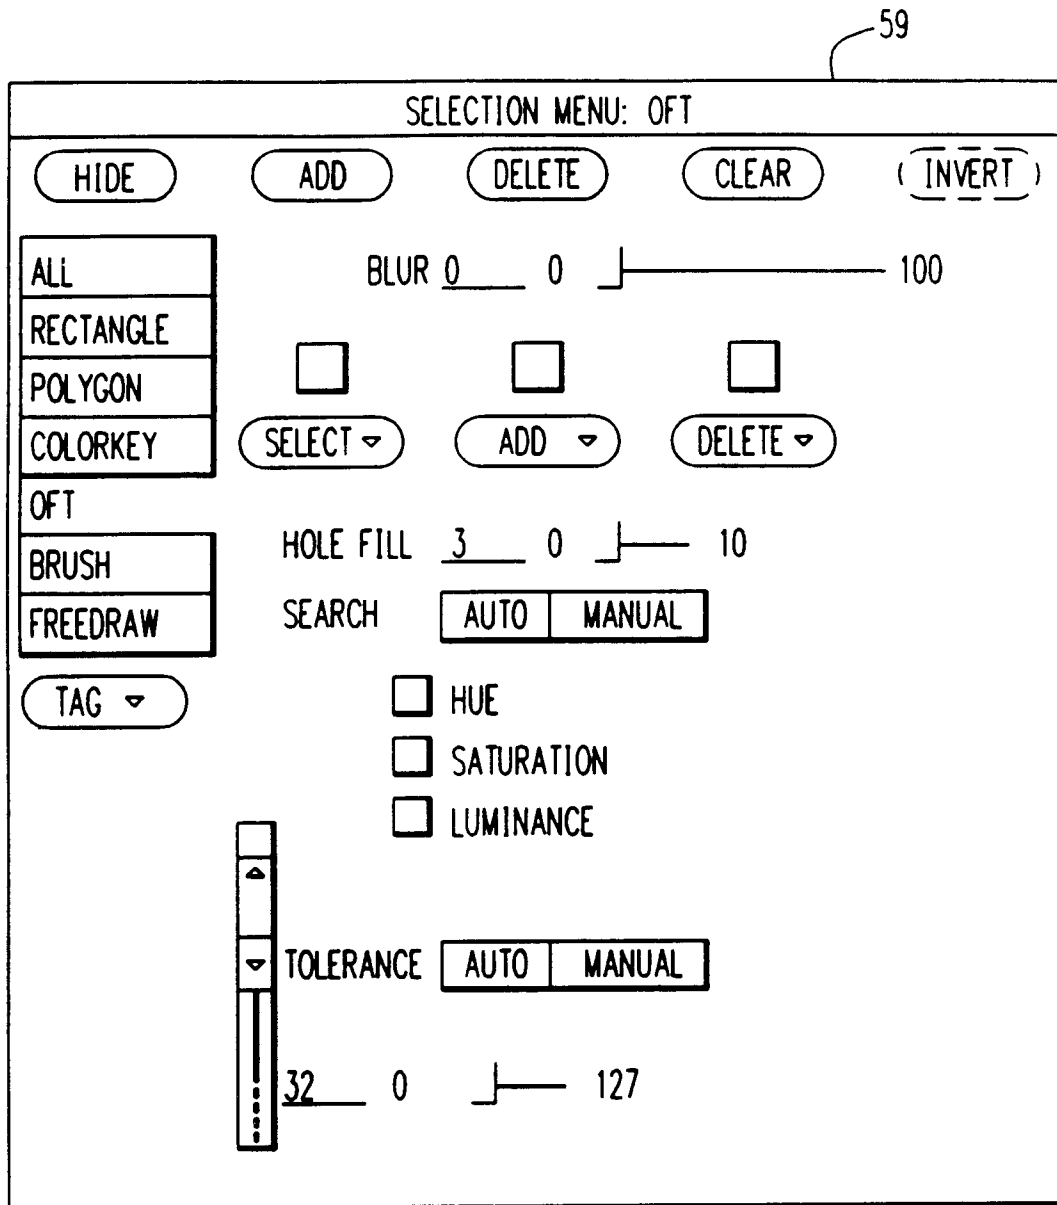 59
SELECTION MENU: OFT
HIDE ADD DELETE CLEAR INVERT
ALL
RECTANGLE
POLYGON
COLORKEY
OFT
BRUSH
FREEDRAW
TAG
BLUR 0 0 100
SELECT ADD DELETE
HOLE FILL 3 0 10
SEARCH AUTO MANUAL
HUE
SATURATION
LUMINANCE
TOLERANCE AUTO MANUAL
32 0 127